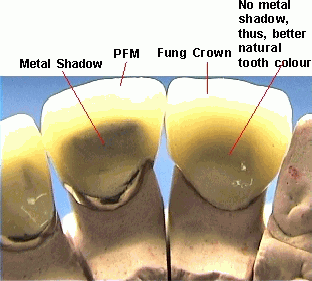 Metal Shadow
PFM
Fung Crown
No metal
shadow,
thus, better
natural
tooth colour